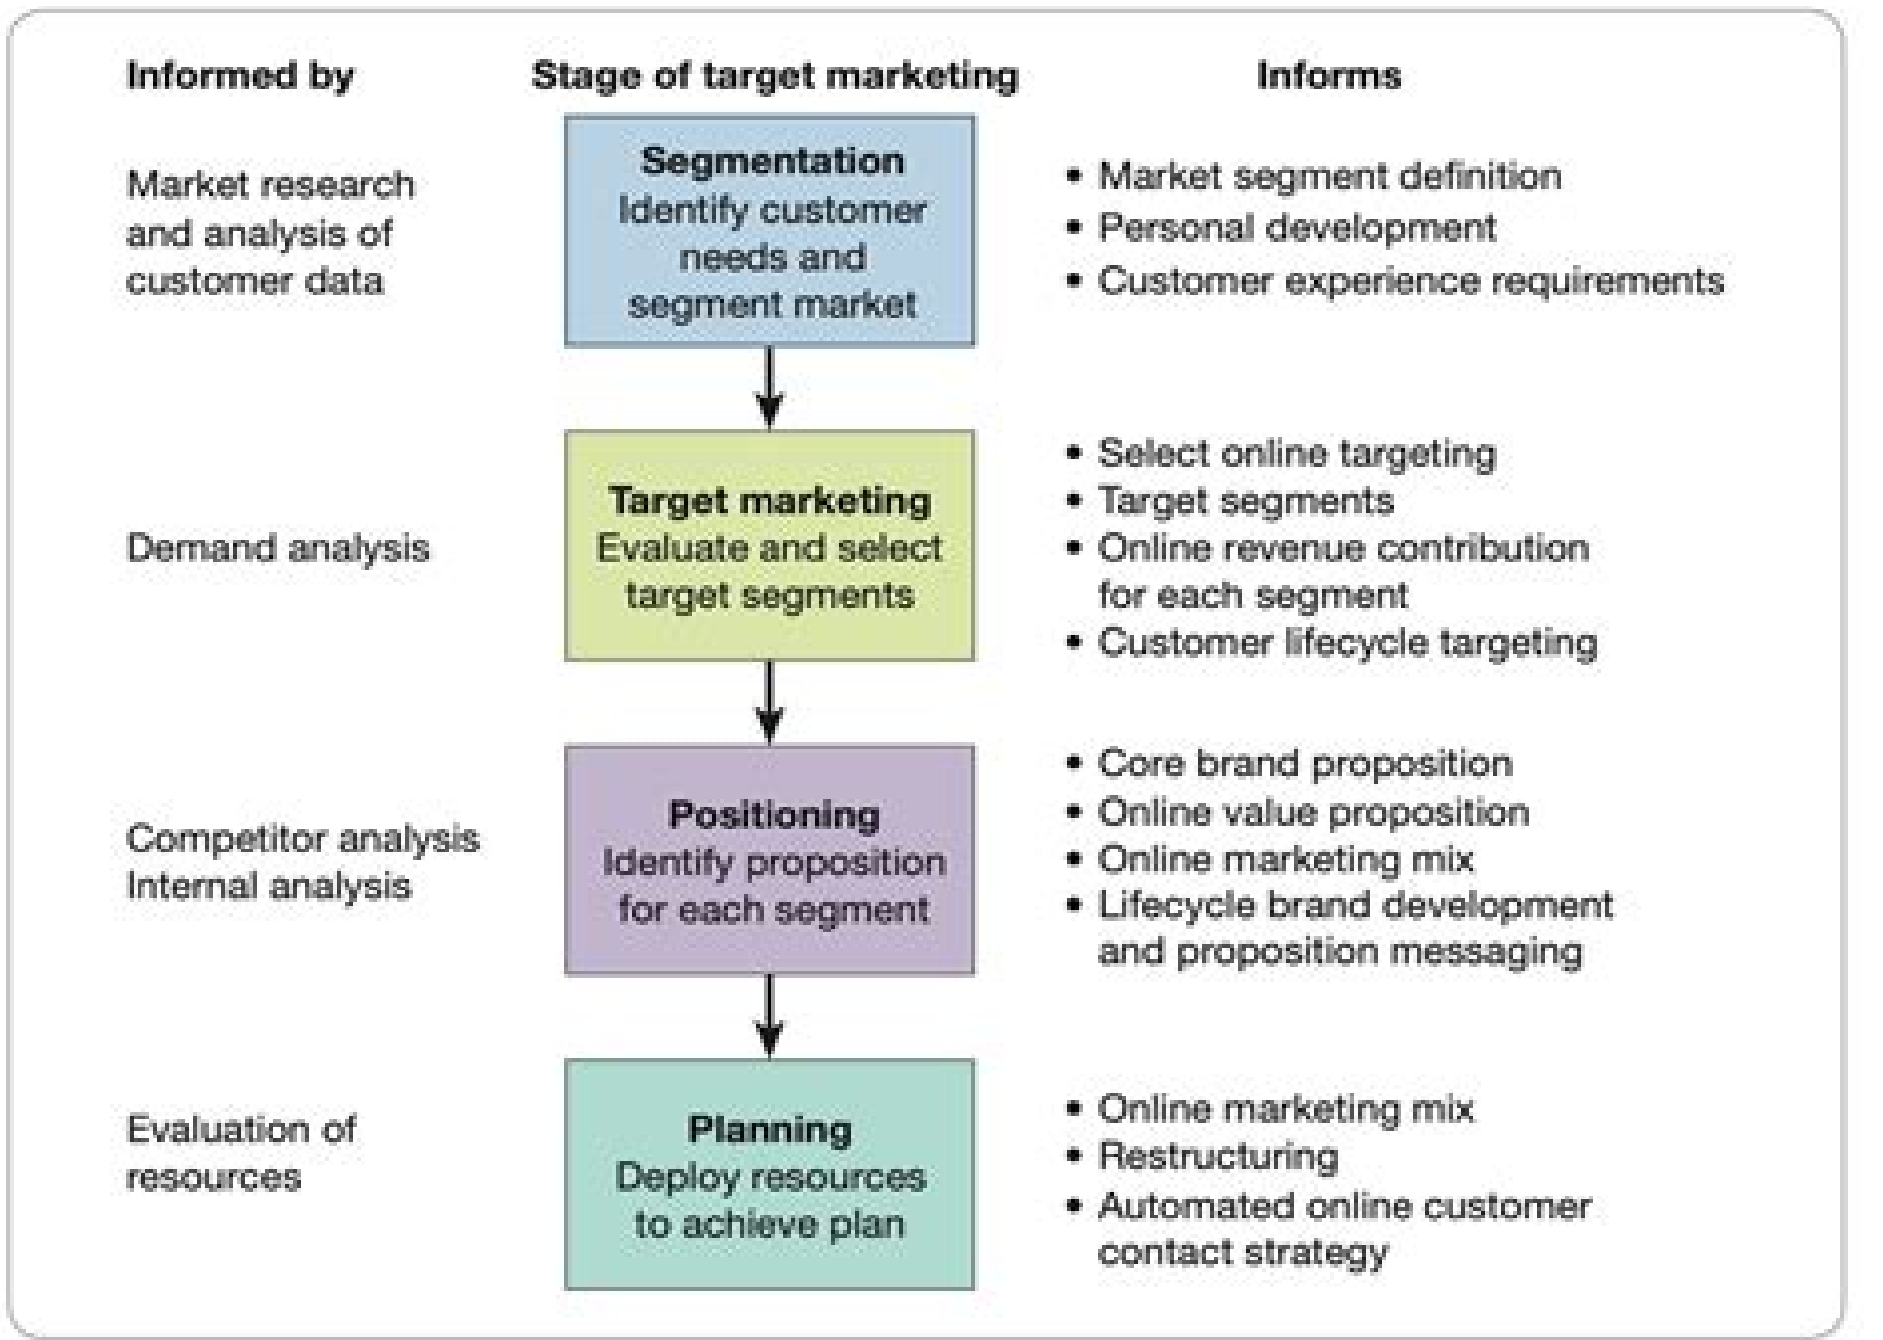 Informed by
Stage of target marketing
Informs
Market research
and analysis of
customer data
Segmentation
Identify customer
needs and
segment market
• Market segment definition
• Personal development
• Customer experience requirements
Demand analysis
Target marketing
Evaluate and select
target segments
• Select online targeting
• Target segments
• Online revenue contribution
for each segment
• Customer lifecycle targeting
Competitor analysis
Internal analysis
Positioning
Identify proposition
for each segment
• Core brand proposition
• Online value proposition
• Online marketing mix
• Lifecycle brand development
and proposition messaging
Evaluation of
resources
Planning
Deploy resources
to achieve plan
• Online marketing mix
• Restructuring
• Automated online customer
contact strategy